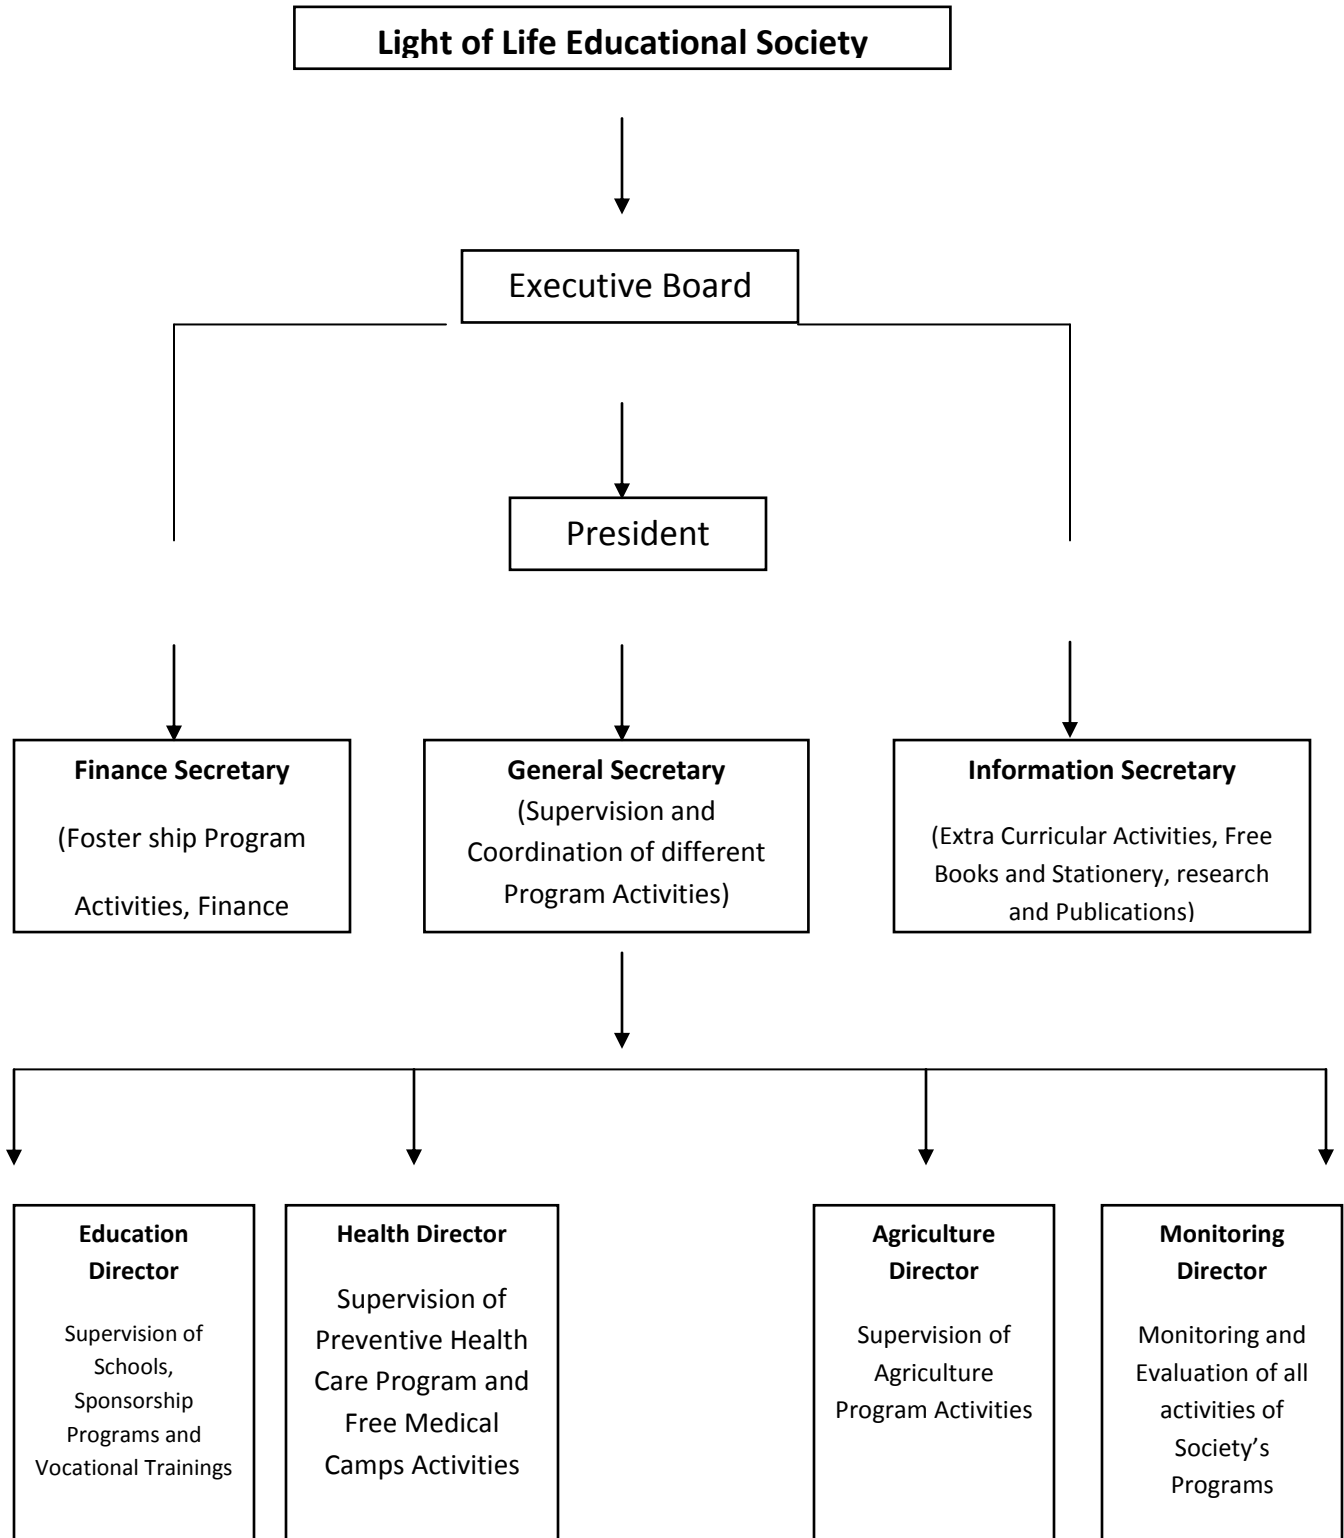 Light of Life Educational Society
Executive Board
President
Finance Secretary
(Foster ship Program
Activities, Finance
General Secretary
(Supervision and
Coordination of different
Program Activities)
Information Secretary
(Extra Curricular Activities, Free
Books and Stationery, research
and Publications)
Education
Director
Supervision of
Schools,
Sponsorship
Programs and
Vocational Trainings
Health Director
Supervision of
Preventive Health
Care Program and
Free Medical
Camps Activities
Agriculture
Director
Supervision of
Agriculture
Program Activities
Monitoring
Director
Monitoring and
Evaluation of all
activities of
Society’s
Programs